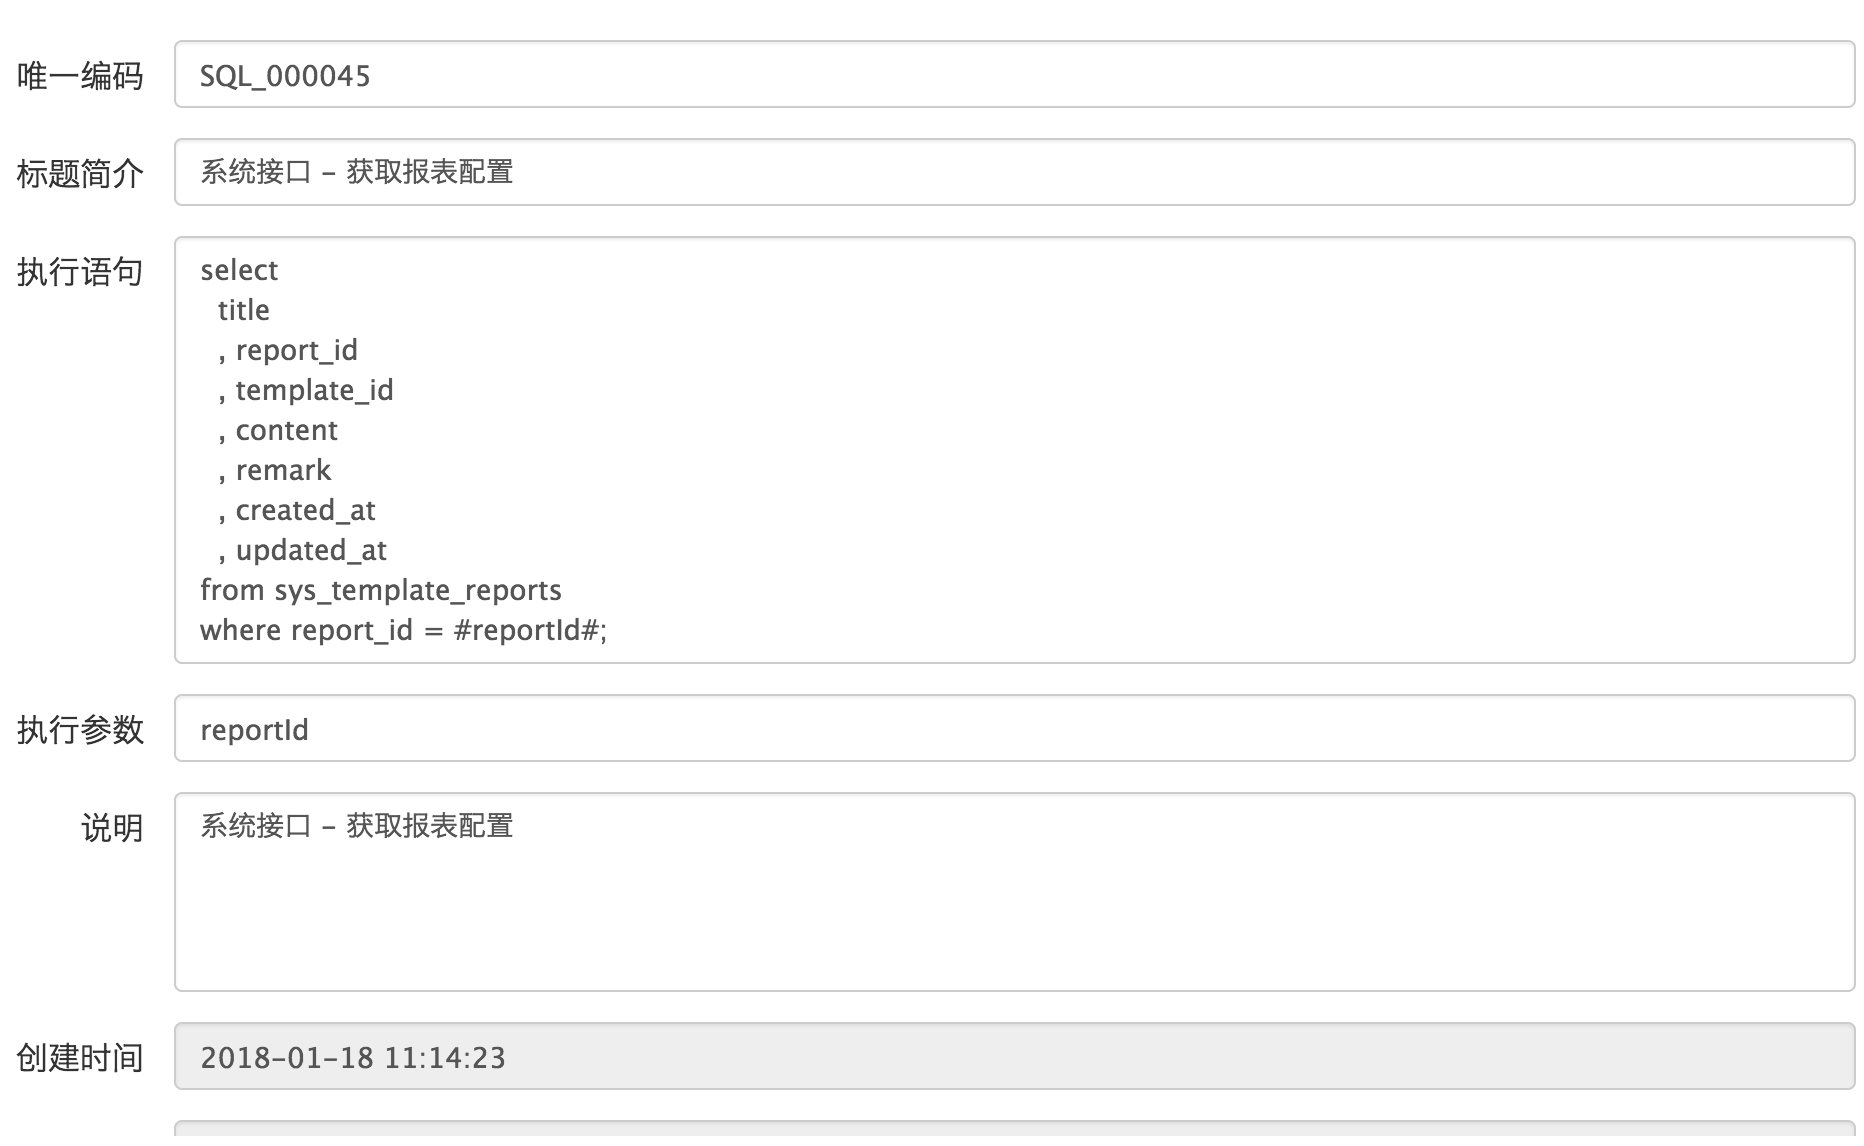 唯一编码 SQL_000045
标题简介 系统接口 - 获取报表配置
执行语句 select
title
, report_id
, template_id
, content
, remark
, created_at
, updated_at
from sys_template_reports
where report_id = #reportId#;
执行参数 reportId
说明 系统接口 - 获取报表配置
创建时间 2018-01-18 11:14:23